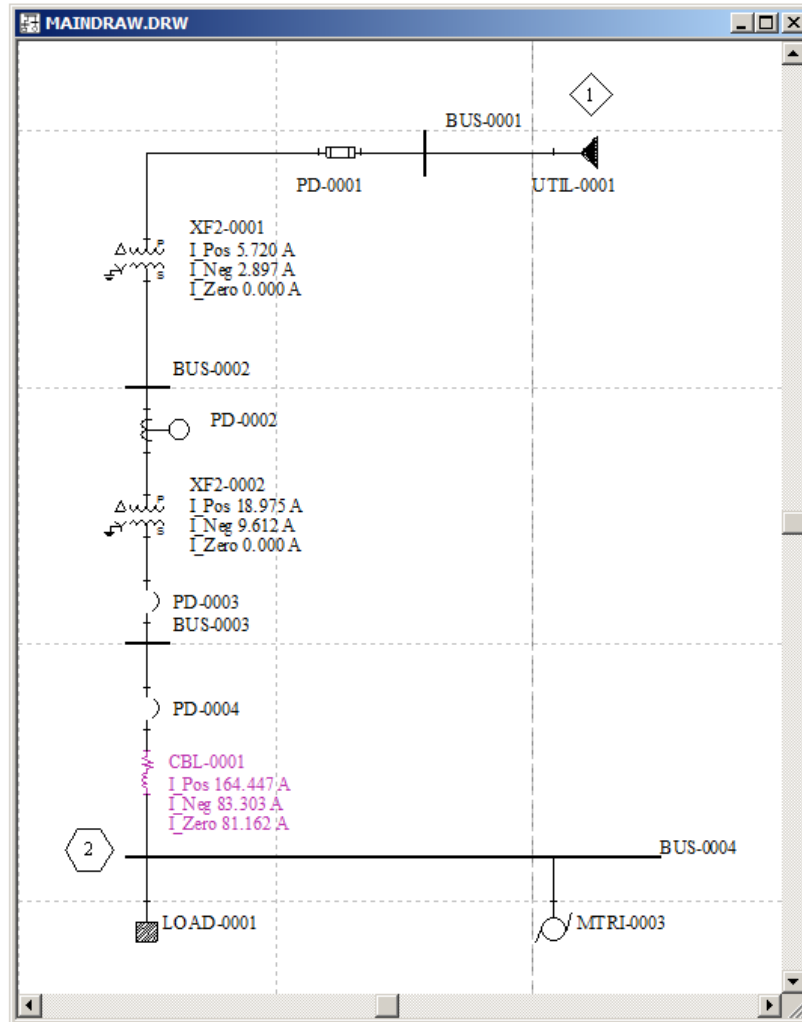 MAINDRAW.DRW
1
BUS-0001
PD-0001
UTIL-0001
XF2-0001
P
I_Pos 5.720 A
I_Neg 2.897 A
S
I_Zero 0.000 A
BUS-0002
PD-0002
XF2-0002
P
I_Pos 18.975 A
I_Neg 9.612 A
S
I_Zero 0.000 A
PD-0003
BUS-0003
PD-0004
CBL-0001
I_Pos 164.447 A
I_Neg 83.303 A
I_Zero 81.162 A
2
BUS-0004
LOAD-0001
MTRI-0003